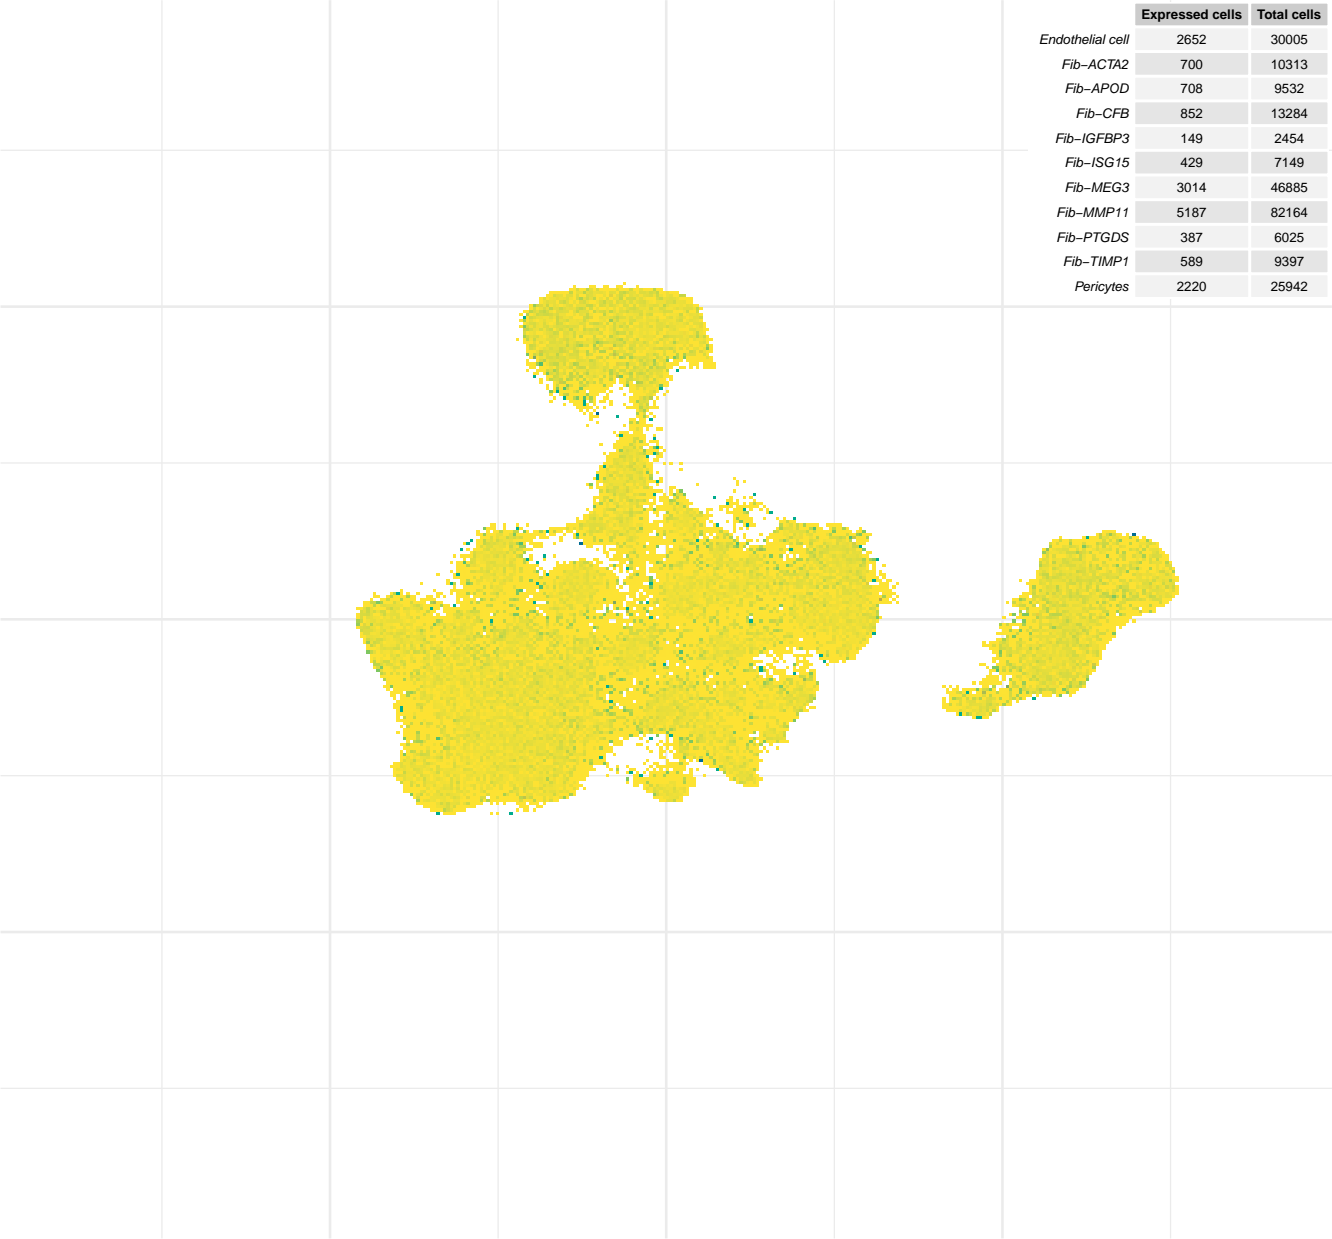 Expressed cells Total cells
Endothelial cell 2652 30005
Fib−ACTA2 700 10313
Fib−APOD 708 9532
Fib−CFB 852 13284
Fib−IGFBP3 149 2454
Fib−ISG15 429 7149
Fib−MEG3 3014 46885
Fib−MMP11 5187 82164
Fib−PTGDS 387 6025
Fib−TIMP1 589 9397
Pericytes 2220 25942